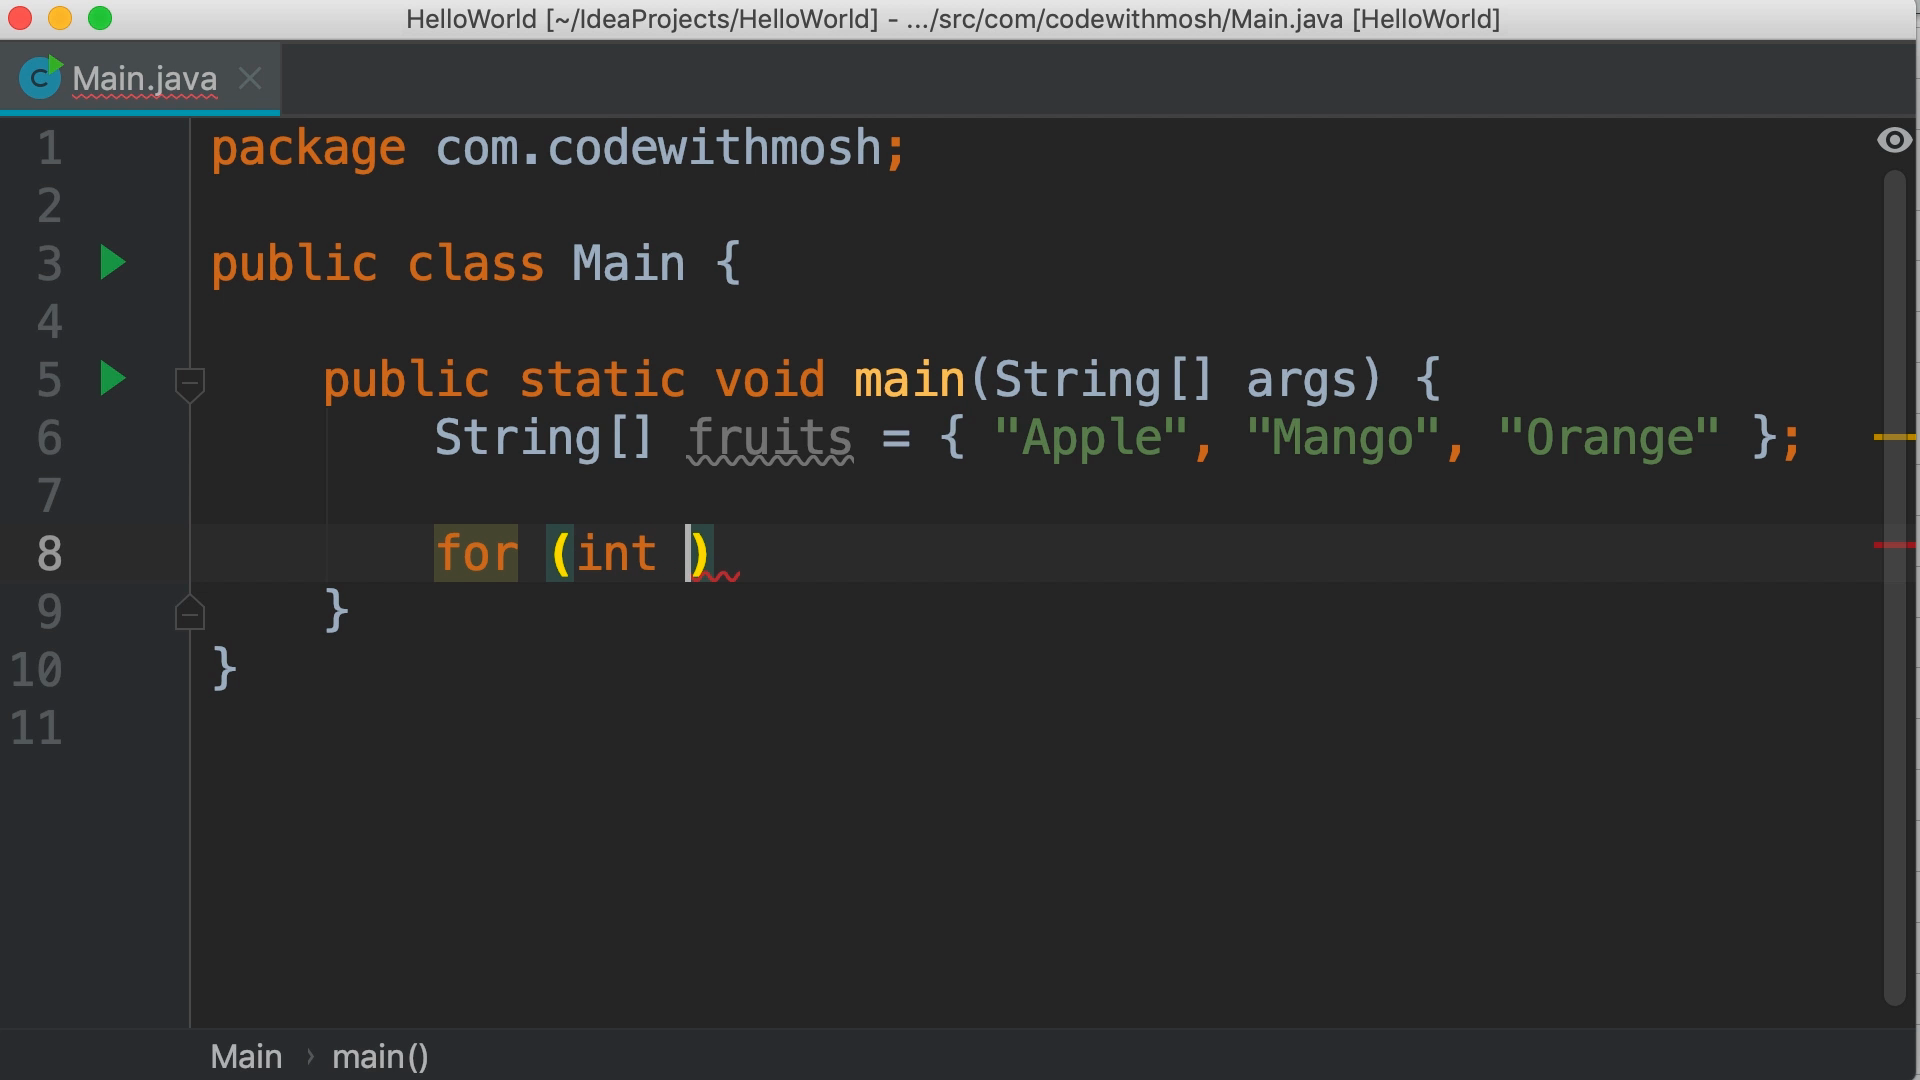 HelloWorld [~/IdeaProjects/HelloWorld] - .../src/com/codewithmosh/Main.java [HelloWorld]
C Main.java
1 package com.codewithmosh;
2
3 public class Main {
4
5     public static void main(String[] args) {
6         String[] fruits = { "Apple", "Mango", "Orange" };
7
8         for (int )
9     }
10 }
11
Main › main()